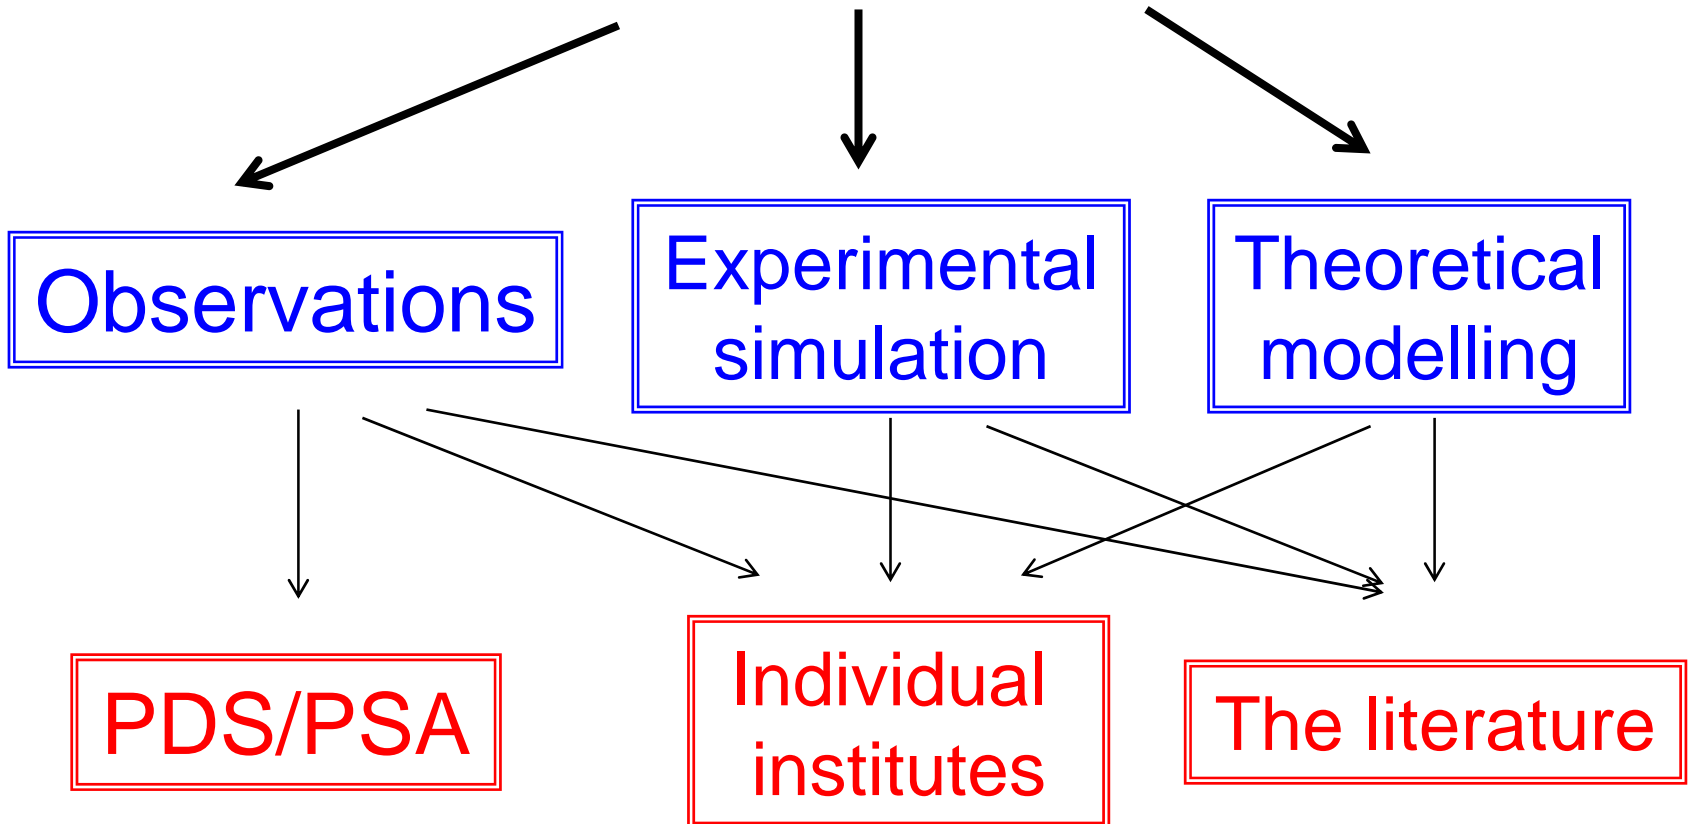 Observations
Experimental
simulation
Theoretical
modelling
PDS/PSA
Individual
institutes
The literature